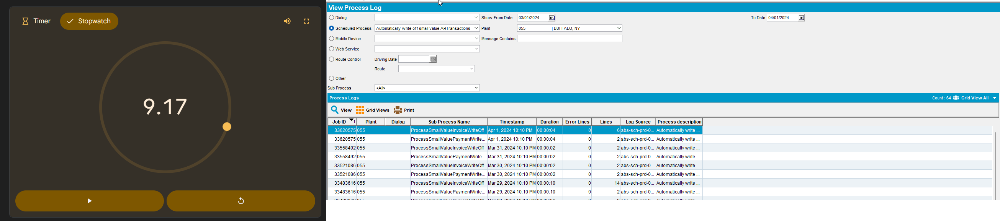 Timer
Stopwatch
9.17
View Process Log
Dialog
Show From Date 03/01/2024 16
To Date 04/01/2024 16
Scheduled Process Automatically write off small value ARTransactions
Plant 055 | BUFFALO, NY
Mobile Device
Message Contains
Web Service
Route Control
Driving Date 16
Route
Other
Sub Process <All>
Process Logs
Count : 64 Grid View All
View Grid Views Print
Job ID 1 Plant Dialog Sub Process Name Timestamp Duration Error Lines Lines Log Source Process description
33620575 055 ProcessSmallValueInvoiceWriteOff Apr 1, 2024 10:10 PM 00:00:04 0 6 abs-sch-prd-0... Automatically write ...
33620575 055 ProcessSmallValuePaymentWrite... Apr 1, 2024 10:10 PM 00:00:04 0 2 abs-sch-prd-0... Automatically write ...
33558492 055 ProcessSmallValueInvoiceWriteOff Mar 31, 2024 10:10 PM 00:00:02 0 2 abs-sch-prd-0... Automatically write ...
33558492 055 ProcessSmallValuePaymentWrite... Mar 31, 2024 10:10 PM 00:00:02 0 2 abs-sch-prd-0... Automatically write ...
33521086 055 ProcessSmallValueInvoiceWriteOff Mar 30, 2024 10:10 PM 00:00:02 0 2 abs-sch-prd-0... Automatically write ...
33521086 055 ProcessSmallValuePaymentWrite... Mar 30, 2024 10:10 PM 00:00:02 0 2 abs-sch-prd-0... Automatically write ...
33483616 055 ProcessSmallValueInvoiceWriteOff Mar 29, 2024 10:10 PM 00:00:10 0 14 abs-sch-prd-0... Automatically write ...
33483616 055 ProcessSmallValuePaymentWrite... Mar 29, 2024 10:10 PM 00:00:10 0 2 abs-sch-prd-0... Automatically write ...